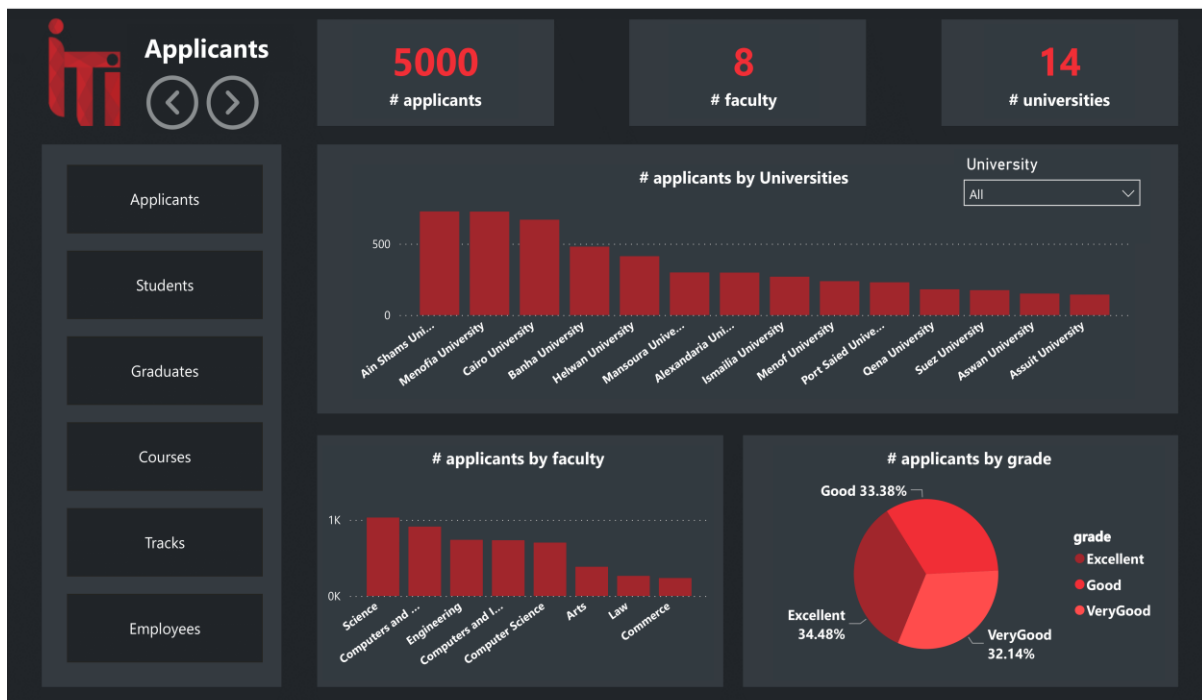 iTi
Applicants
5000
# applicants
8
# faculty
14
# universities
Applicants
Students
Graduates
Courses
Tracks
Employees
# applicants by Universities
University
All
500
0
Ain Shams Uni...
Menofia University
Cairo University
Banha University
Helwan University
Mansoura Unive...
Alexandaria Uni...
Ismailia University
Menof University
Port Saied Unive...
Qena University
Suez University
Aswan University
Assuit University
# applicants by faculty
1K
0K
Science
Computers and ...
Engineering
Computers and I...
Computer Science
Arts
Law
Commerce
# applicants by grade
Good 33.38%
Excellent
34.48%
VeryGood
32.14%
grade
Excellent
Good
VeryGood